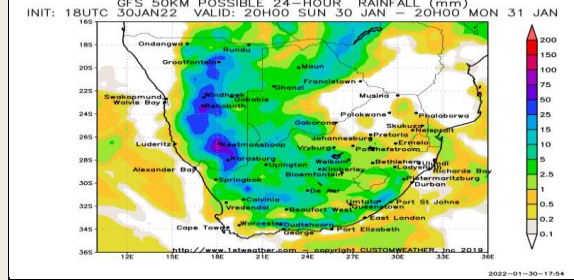 GFS 50KM POSSIBLE 24-HOUR RAINFALL (mm)
INIT: 18UTC 30JAN22 VALID: 20H00 SUN 30 JAN – 20H00 MON 31 JAN
16S
18S
20S
22S
24S
26S
28S
30S
32S
34S
36S
Ondangwa
Rundu
Grootfontein
Maun
Francistown
Ghanzi
Windhoek
Gobabis
Swakopmund
Walvis Bay
Rehoboth
Musina
Polokwane
Phalaborwa
Gaborone
Skukuza
Nelspruit
Pretoria
Johannesburg
Ermelo
Luderitz
Keetmanshoop
Vryburg
Potchefstroom
Karasburg
Upington
Welkom
Bethlehem
Ulundi
Ladysmith
Kimberley
Richards Bay
Alexander Bay
Bloemfontein
Springbok
Pietermaritzburg
Durban
De Aar
Calvinia
Umtata
Port St Johns
Vredendal
Beaufort West
Queenstown
East London
Cape Town
Worcester
Oudtshoorn
George
Port Elizabeth
http://www.1stweather.com – copyright CUSTOMWEATHER, Inc 2019
12E
15E
18E
21E
24E
27E
30E
33E
36E
200
150
100
75
50
25
15
10
5
2.5
1
0.5
0.2
0.1
2022-01-30-17:54